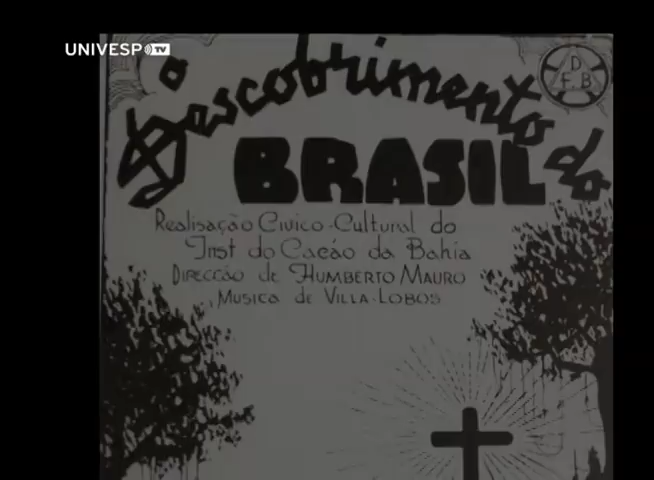 UNIVESP TV
O
Descobrimento do
BRASIL
D
F B
Realisação Civico-Cultural do
Inst do Cacáo da Bahia
DIRECÇÃO de HUMBERTO MAURO
MUSICA de VILLA-LOBOS